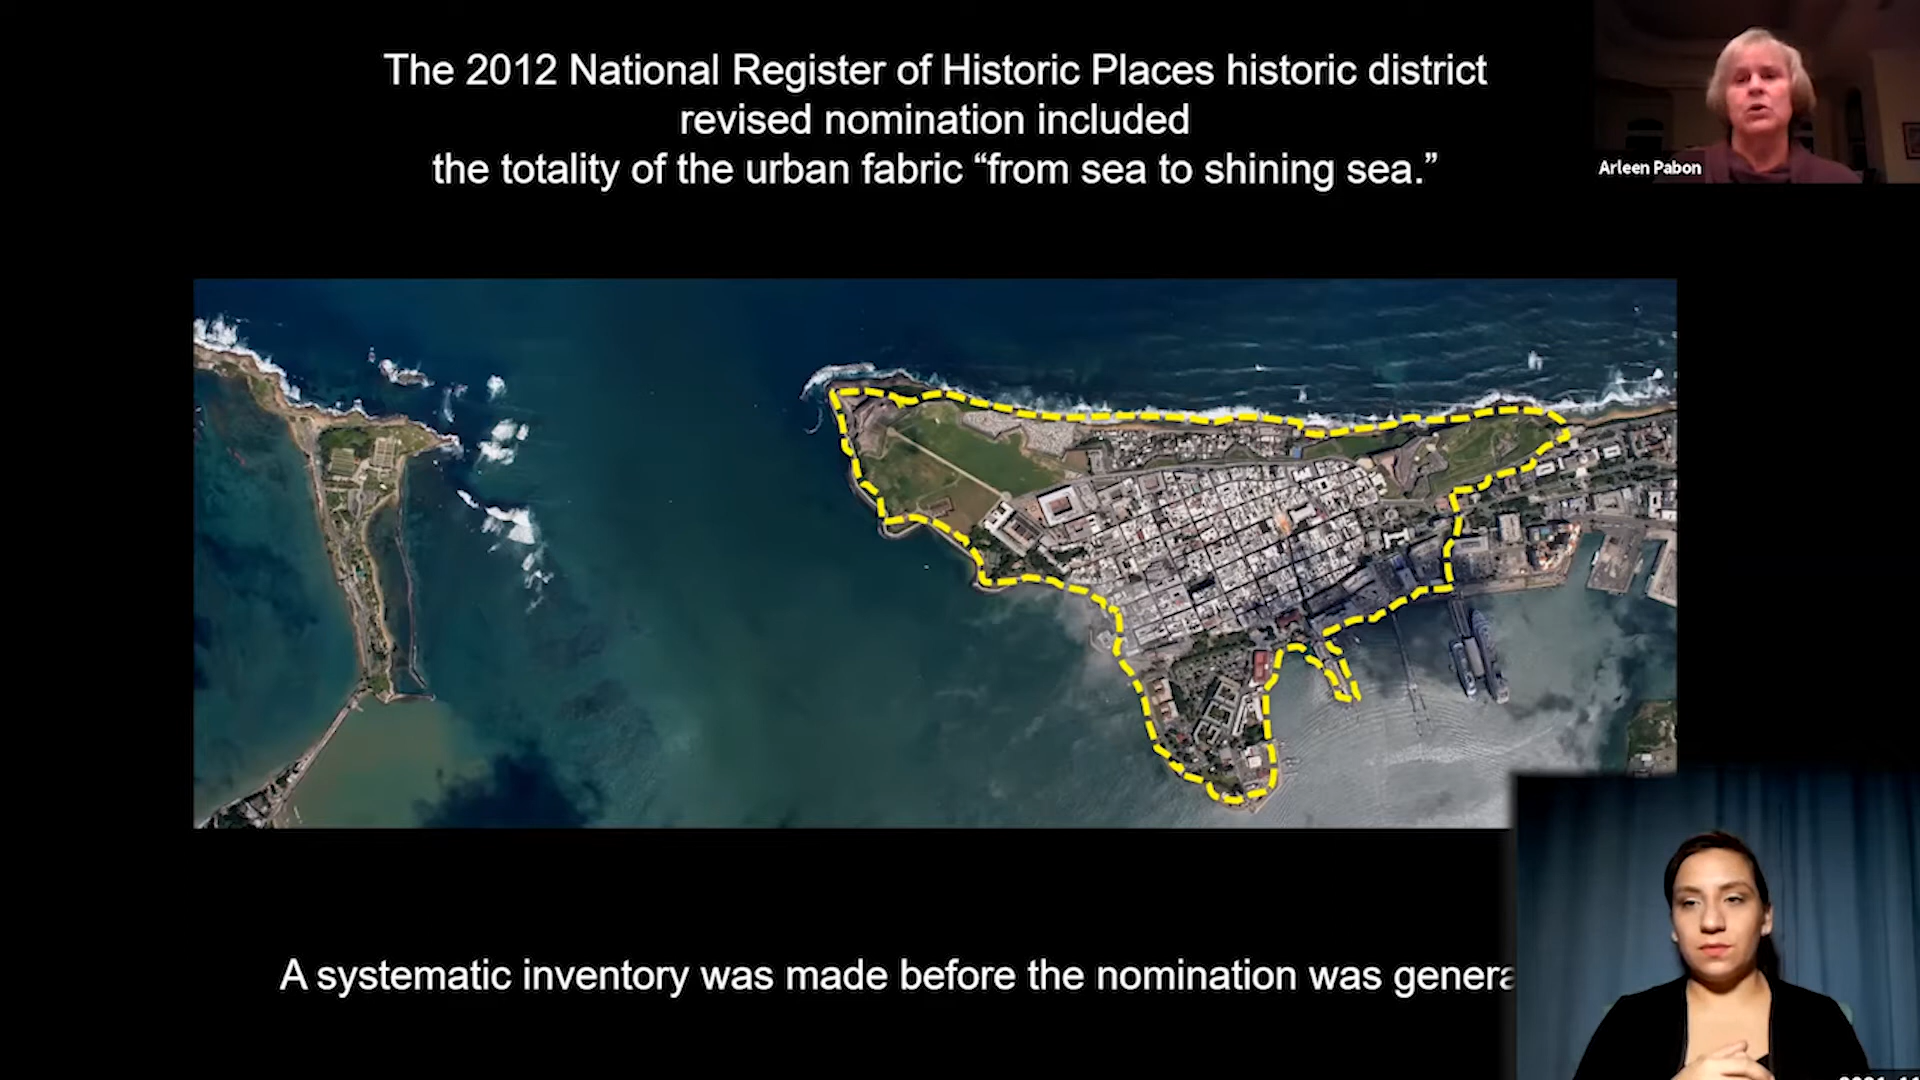 The 2012 National Register of Historic Places historic district
revised nomination included
the totality of the urban fabric “from sea to shining sea.”
Arleen Pabon
A systematic inventory was made before the nomination was genera